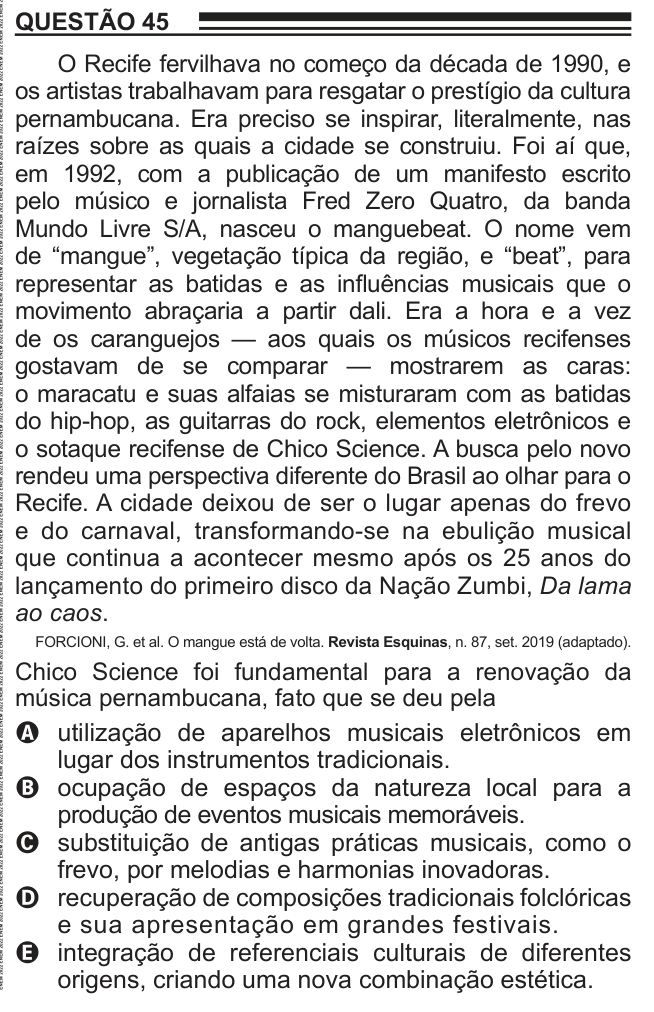 QUESTÃO 45
O Recife fervilhava no começo da década de 1990, e
os artistas trabalhavam para resgatar o prestígio da cultura
pernambucana. Era preciso se inspirar, literalmente, nas
raízes sobre as quais a cidade se construiu. Foi aí que,
em 1992, com a publicação de um manifesto escrito
pelo músico e jornalista Fred Zero Quatro, da banda
Mundo Livre S/A, nasceu o manguebeat. O nome vem
de “mangue”, vegetação típica da região, e “beat”, para
representar as batidas e as influências musicais que o
movimento abraçaria a partir dali. Era a hora e a vez
de os caranguejos — aos quais os músicos recifenses
gostavam de se comparar — mostrarem as caras:
o maracatu e suas alfaias se misturaram com as batidas
do hip-hop, as guitarras do rock, elementos eletrônicos e
o sotaque recifense de Chico Science. A busca pelo novo
rendeu uma perspectiva diferente do Brasil ao olhar para o
Recife. A cidade deixou de ser o lugar apenas do frevo
e do carnaval, transformando-se na ebulição musical
que continua a acontecer mesmo após os 25 anos do
lançamento do primeiro disco da Nação Zumbi, Da lama
ao caos.
FORCIONI, G. et al. O mangue está de volta. Revista Esquinas, n. 87, set. 2019 (adaptado).
Chico Science foi fundamental para a renovação da
música pernambucana, fato que se deu pela
A utilização de aparelhos musicais eletrônicos em
lugar dos instrumentos tradicionais.
B ocupação de espaços da natureza local para a
produção de eventos musicais memoráveis.
C substituição de antigas práticas musicais, como o
frevo, por melodias e harmonias inovadoras.
D recuperação de composições tradicionais folclóricas
e sua apresentação em grandes festivais.
E integração de referenciais culturais de diferentes
origens, criando uma nova combinação estética.